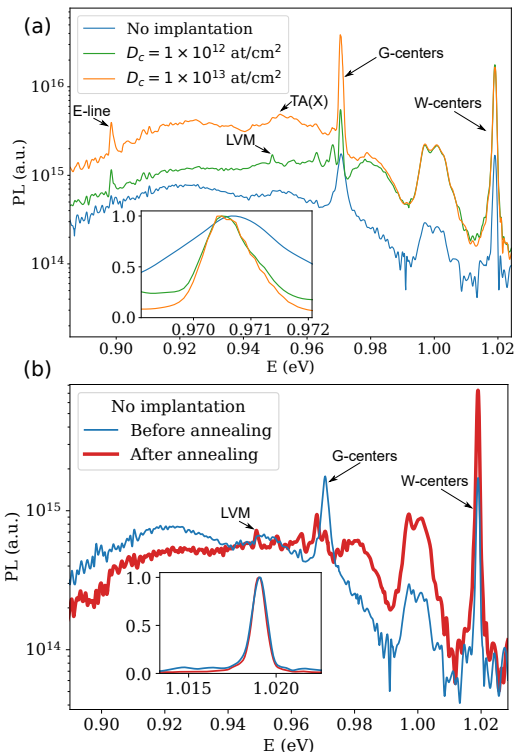 (a)
No implantation
D_c = 1 × 10^12 at/cm^2
D_c = 1 × 10^13 at/cm^2
G-centers
TA(X)
E-line
LVM
W-centers
10^16
10^15
10^14
PL (a.u.)
1.0
0.5
0.0
0.970 0.971 0.972
0.90 0.92 0.94 0.96 0.98 1.00 1.02
E (eV)
(b)
No implantation
Before annealing
After annealing
G-centers
W-centers
LVM
10^15
10^14
PL (a.u.)
1.0
0.5
0.0
1.015 1.020
0.90 0.92 0.94 0.96 0.98 1.00 1.02
E (eV)